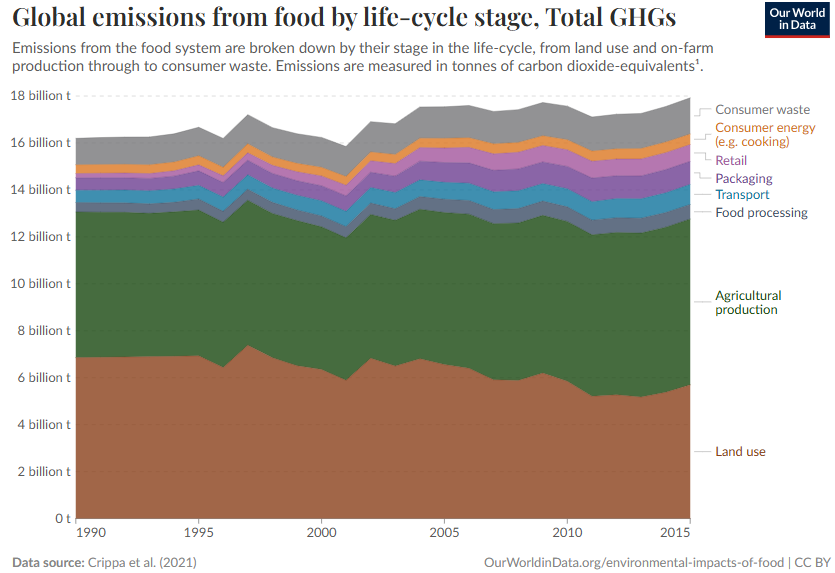 Global emissions from food by life-cycle stage, Total GHGs
Our World
in Data
Emissions from the food system are broken down by their stage in the life-cycle, from land use and on-farm
production through to consumer waste. Emissions are measured in tonnes of carbon dioxide-equivalents¹.
18 billion t
16 billion t
14 billion t
12 billion t
10 billion t
8 billion t
6 billion t
4 billion t
2 billion t
0 t
Consumer waste
Consumer energy
(e.g. cooking)
Retail
Packaging
Transport
Food processing
Agricultural
production
Land use
1990
1995
2000
2005
2010
2015
Data source: Crippa et al. (2021)
OurWorldinData.org/environmental-impacts-of-food | CC BY